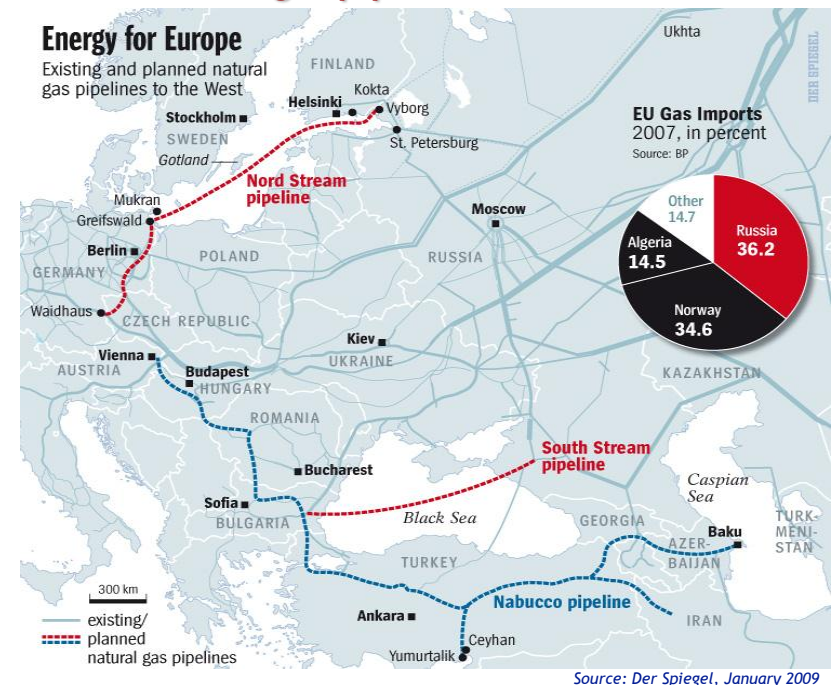 Energy for Europe
Existing and planned natural
gas pipelines to the West
Ukhta
DER SPIEGEL
FINLAND
Kokta
Helsinki
Vyborg
Stockholm
St. Petersburg
SWEDEN
Gotland
EU Gas Imports
2007, in percent
Source: BP
Nord Stream
pipeline
Mukran
Greifswald
Moscow
Other
14.7
Russia
36.2
Algeria
14.5
Norway
34.6
Berlin
POLAND
RUSSIA
GERMANY
Waidhaus
CZECH REPUBLIC
Kiev
UKRAINE
Vienna
AUSTRIA
Budapest
HUNGARY
KAZAKHSTAN
ROMANIA
South Stream
pipeline
Bucharest
Caspian
Sea
Sofia
BULGARIA
Black Sea
GEORGIA
Baku
TURK-
MENI-
STAN
AZER-
BAIJAN
TURKEY
300 km
Nabucco pipeline
Ankara
IRAN
existing/
planned
natural gas pipelines
Ceyhan
Yumurtalik
Source: Der Spiegel, January 2009